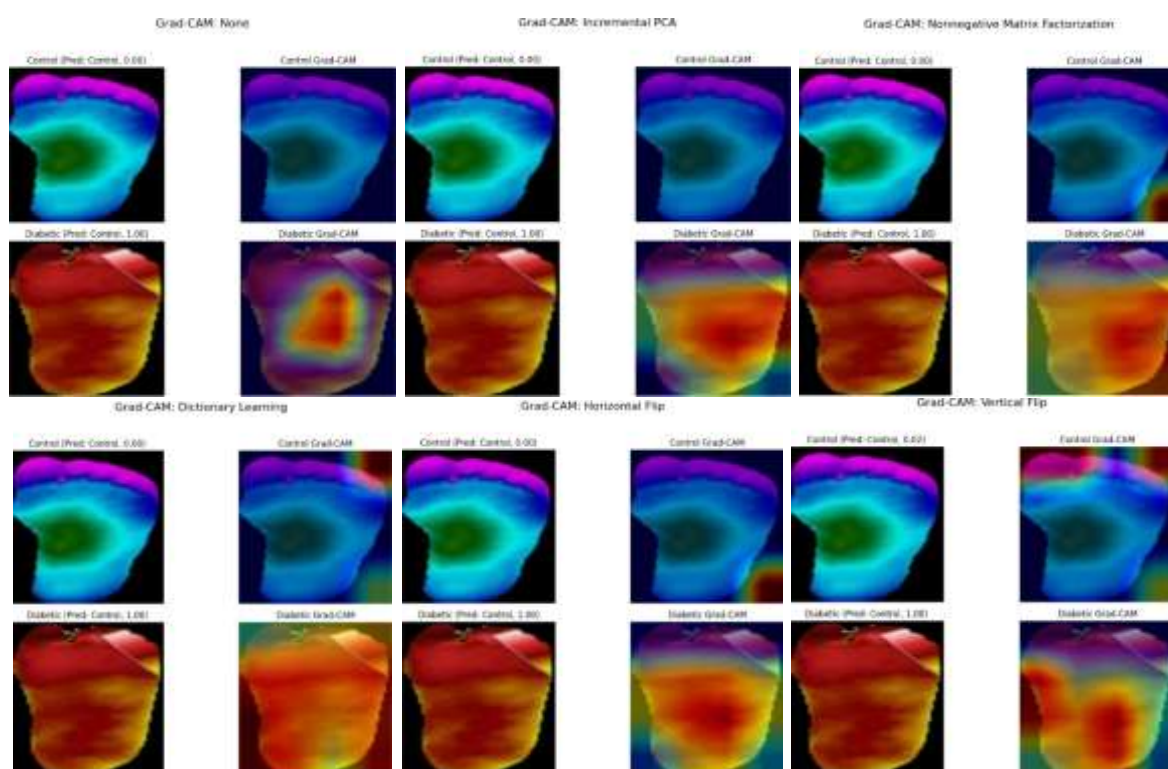 Grad-CAM: None
Grad-CAM: Incremental PCA
Grad-CAM: Nonnegative Matrix Factorization
Control (Pred: Control, 0.00)
Control Grad-CAM
Control (Pred: Control, 0.00)
Control Grad-CAM
Control (Pred: Control, 0.00)
Control Grad-CAM
Diabetic (Pred: Control, 1.00)
Diabetic Grad-CAM
Diabetic (Pred: Control, 1.00)
Diabetic Grad-CAM
Diabetic (Pred: Control, 1.00)
Diabetic Grad-CAM
Grad-CAM: Dictionary Learning
Grad-CAM: Horizontal Flip
Grad-CAM: Vertical Flip
Control (Pred: Control, 0.00)
Control Grad-CAM
Control (Pred: Control, 0.00)
Control Grad-CAM
Control (Pred: Control, 0.02)
Control Grad-CAM
Diabetic (Pred: Control, 1.00)
Diabetic Grad-CAM
Diabetic (Pred: Control, 1.00)
Diabetic Grad-CAM
Diabetic (Pred: Control, 1.00)
Diabetic Grad-CAM